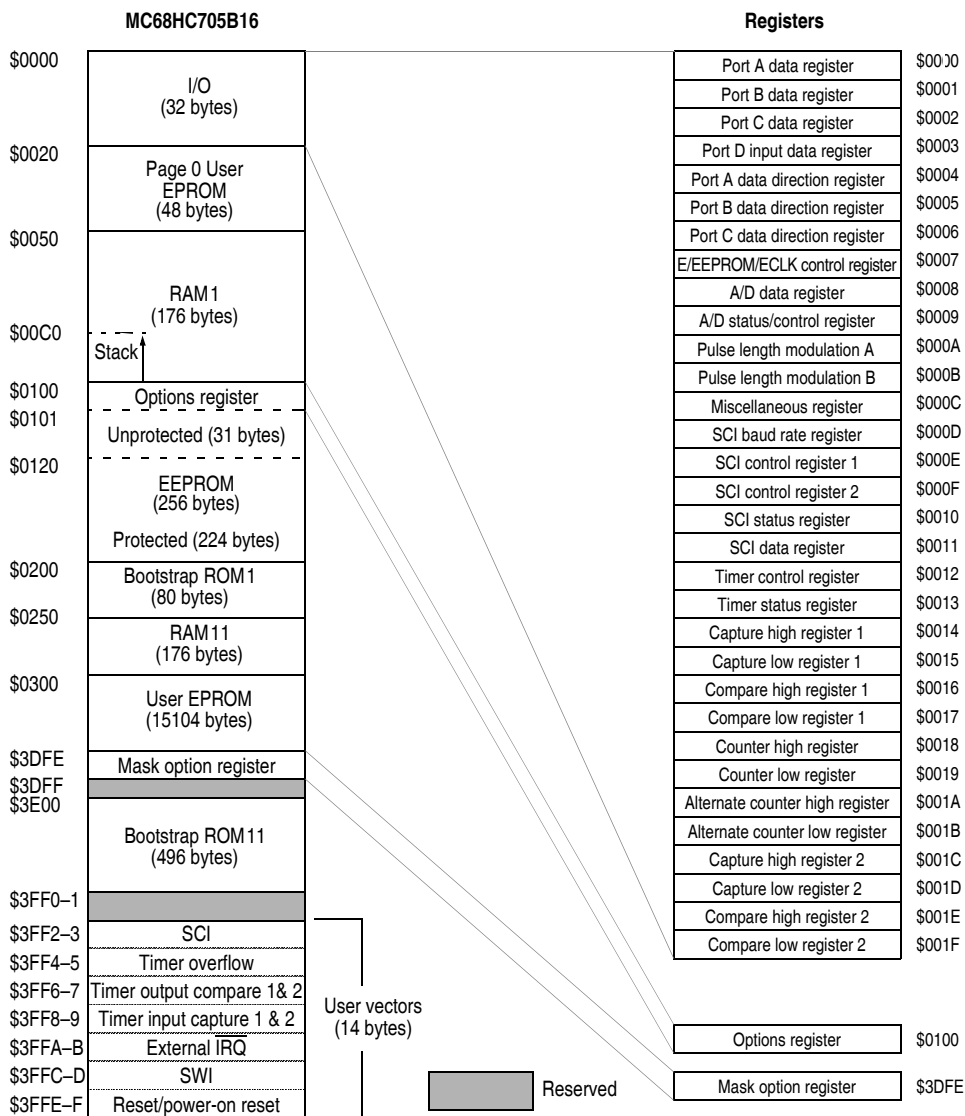 MC68HC705B16
$0000
I/O
(32 bytes)
$0020
Page 0 User
EPROM
(48 bytes)
$0050
RAM1
(176 bytes)
$00C0
Stack
$0100
Options register
$0101
Unprotected (31 bytes)
$0120
EEPROM
(256 bytes)
Protected (224 bytes)
$0200
Bootstrap ROM1
(80 bytes)
$0250
RAM11
(176 bytes)
$0300
User EPROM
(15104 bytes)
$3DFE
Mask option register
$3DFF
$3E00
Bootstrap ROM11
(496 bytes)
$3FF0–1
$3FF2–3 SCI
$3FF4–5 Timer overflow
$3FF6–7 Timer output compare 1& 2
$3FF8–9 Timer input capture 1 & 2
$3FFA–B External IRQ
$3FFC–D SWI
$3FFE–F Reset/power-on reset
User vectors
(14 bytes)
Reserved
Registers
Port A data register $0000
Port B data register $0001
Port C data register $0002
Port D input data register $0003
Port A data direction register $0004
Port B data direction register $0005
Port C data direction register $0006
E/EEPROM/ECLK control register $0007
A/D data register $0008
A/D status/control register $0009
Pulse length modulation A $000A
Pulse length modulation B $000B
Miscellaneous register $000C
SCI baud rate register $000D
SCI control register 1 $000E
SCI control register 2 $000F
SCI status register $0010
SCI data register $0011
Timer control register $0012
Timer status register $0013
Capture high register 1 $0014
Capture low register 1 $0015
Compare high register 1 $0016
Compare low register 1 $0017
Counter high register $0018
Counter low register $0019
Alternate counter high register $001A
Alternate counter low register $001B
Capture high register 2 $001C
Capture low register 2 $001D
Compare high register 2 $001E
Compare low register 2 $001F
Options register $0100
Mask option register $3DFE